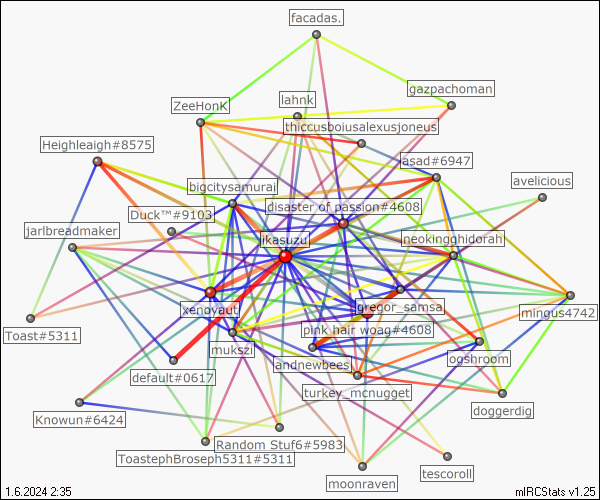 facadas.
gazpachoman
ZeeHonK
lahnk
thiccusboiusalexusjoneus
Heighleaigh#8575
asad#6947
bigcitysamurai
avelicious
Duck™#9103
disaster of passion#4608
jarlbreadmaker
ikasuzu
neokingghidorah
xenovaut
gregor_samsa
mingus4742
Toast#5311
pink hair woag#4608
mukszi
ogshroom
default#0617
andnewbees
turkey_mcnugget
doggerdig
Knowun#6424
Random Stuf6#5983
ToastephBroseph5311#5311
tescoroll
moonraven
1.6.2024 2:35
mIRCStats v1.25